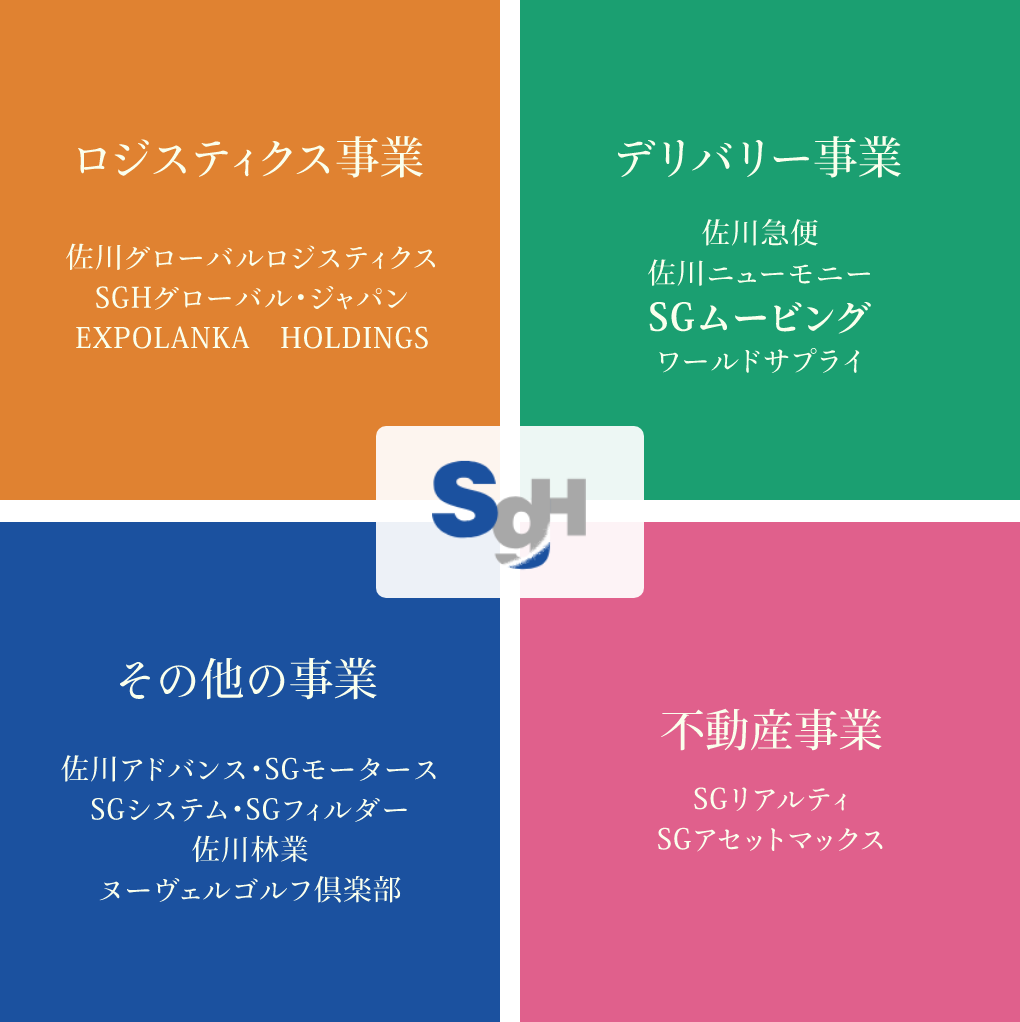 ロジスティクス事業
佐川グローバルロジスティクス
SGHグローバル・ジャパン
EXPOLANKA　HOLDINGS
デリバリー事業
佐川急便
佐川ニューモニー
SGムービング
ワールドサプライ
SgH
その他の事業
佐川アドバンス・SGモータース
SGシステム・SGフィルダー
佐川林業
ヌーヴェルゴルフ倶楽部
不動産事業
SGリアルティ
SGアセットマックス